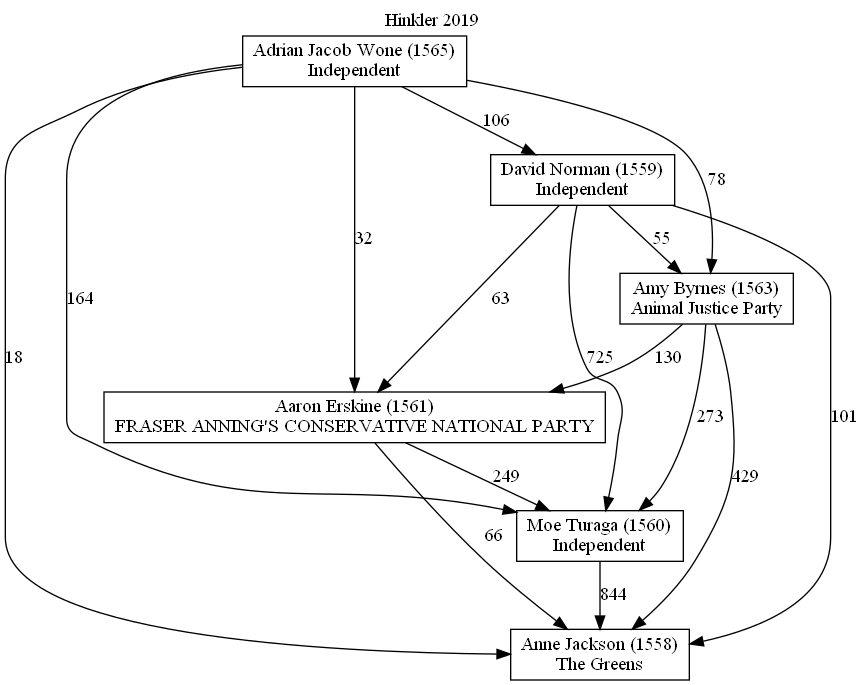 Hinkler 2019
Adrian Jacob Wone (1565)
Independent
106
David Norman (1559)
Independent
78
32
55
164
63
Amy Byrnes (1563)
Animal Justice Party
18
725
130
Aaron Erskine (1561)
FRASER ANNING'S CONSERVATIVE NATIONAL PARTY
273
101
249
429
Moe Turaga (1560)
Independent
66
844
Anne Jackson (1558)
The Greens